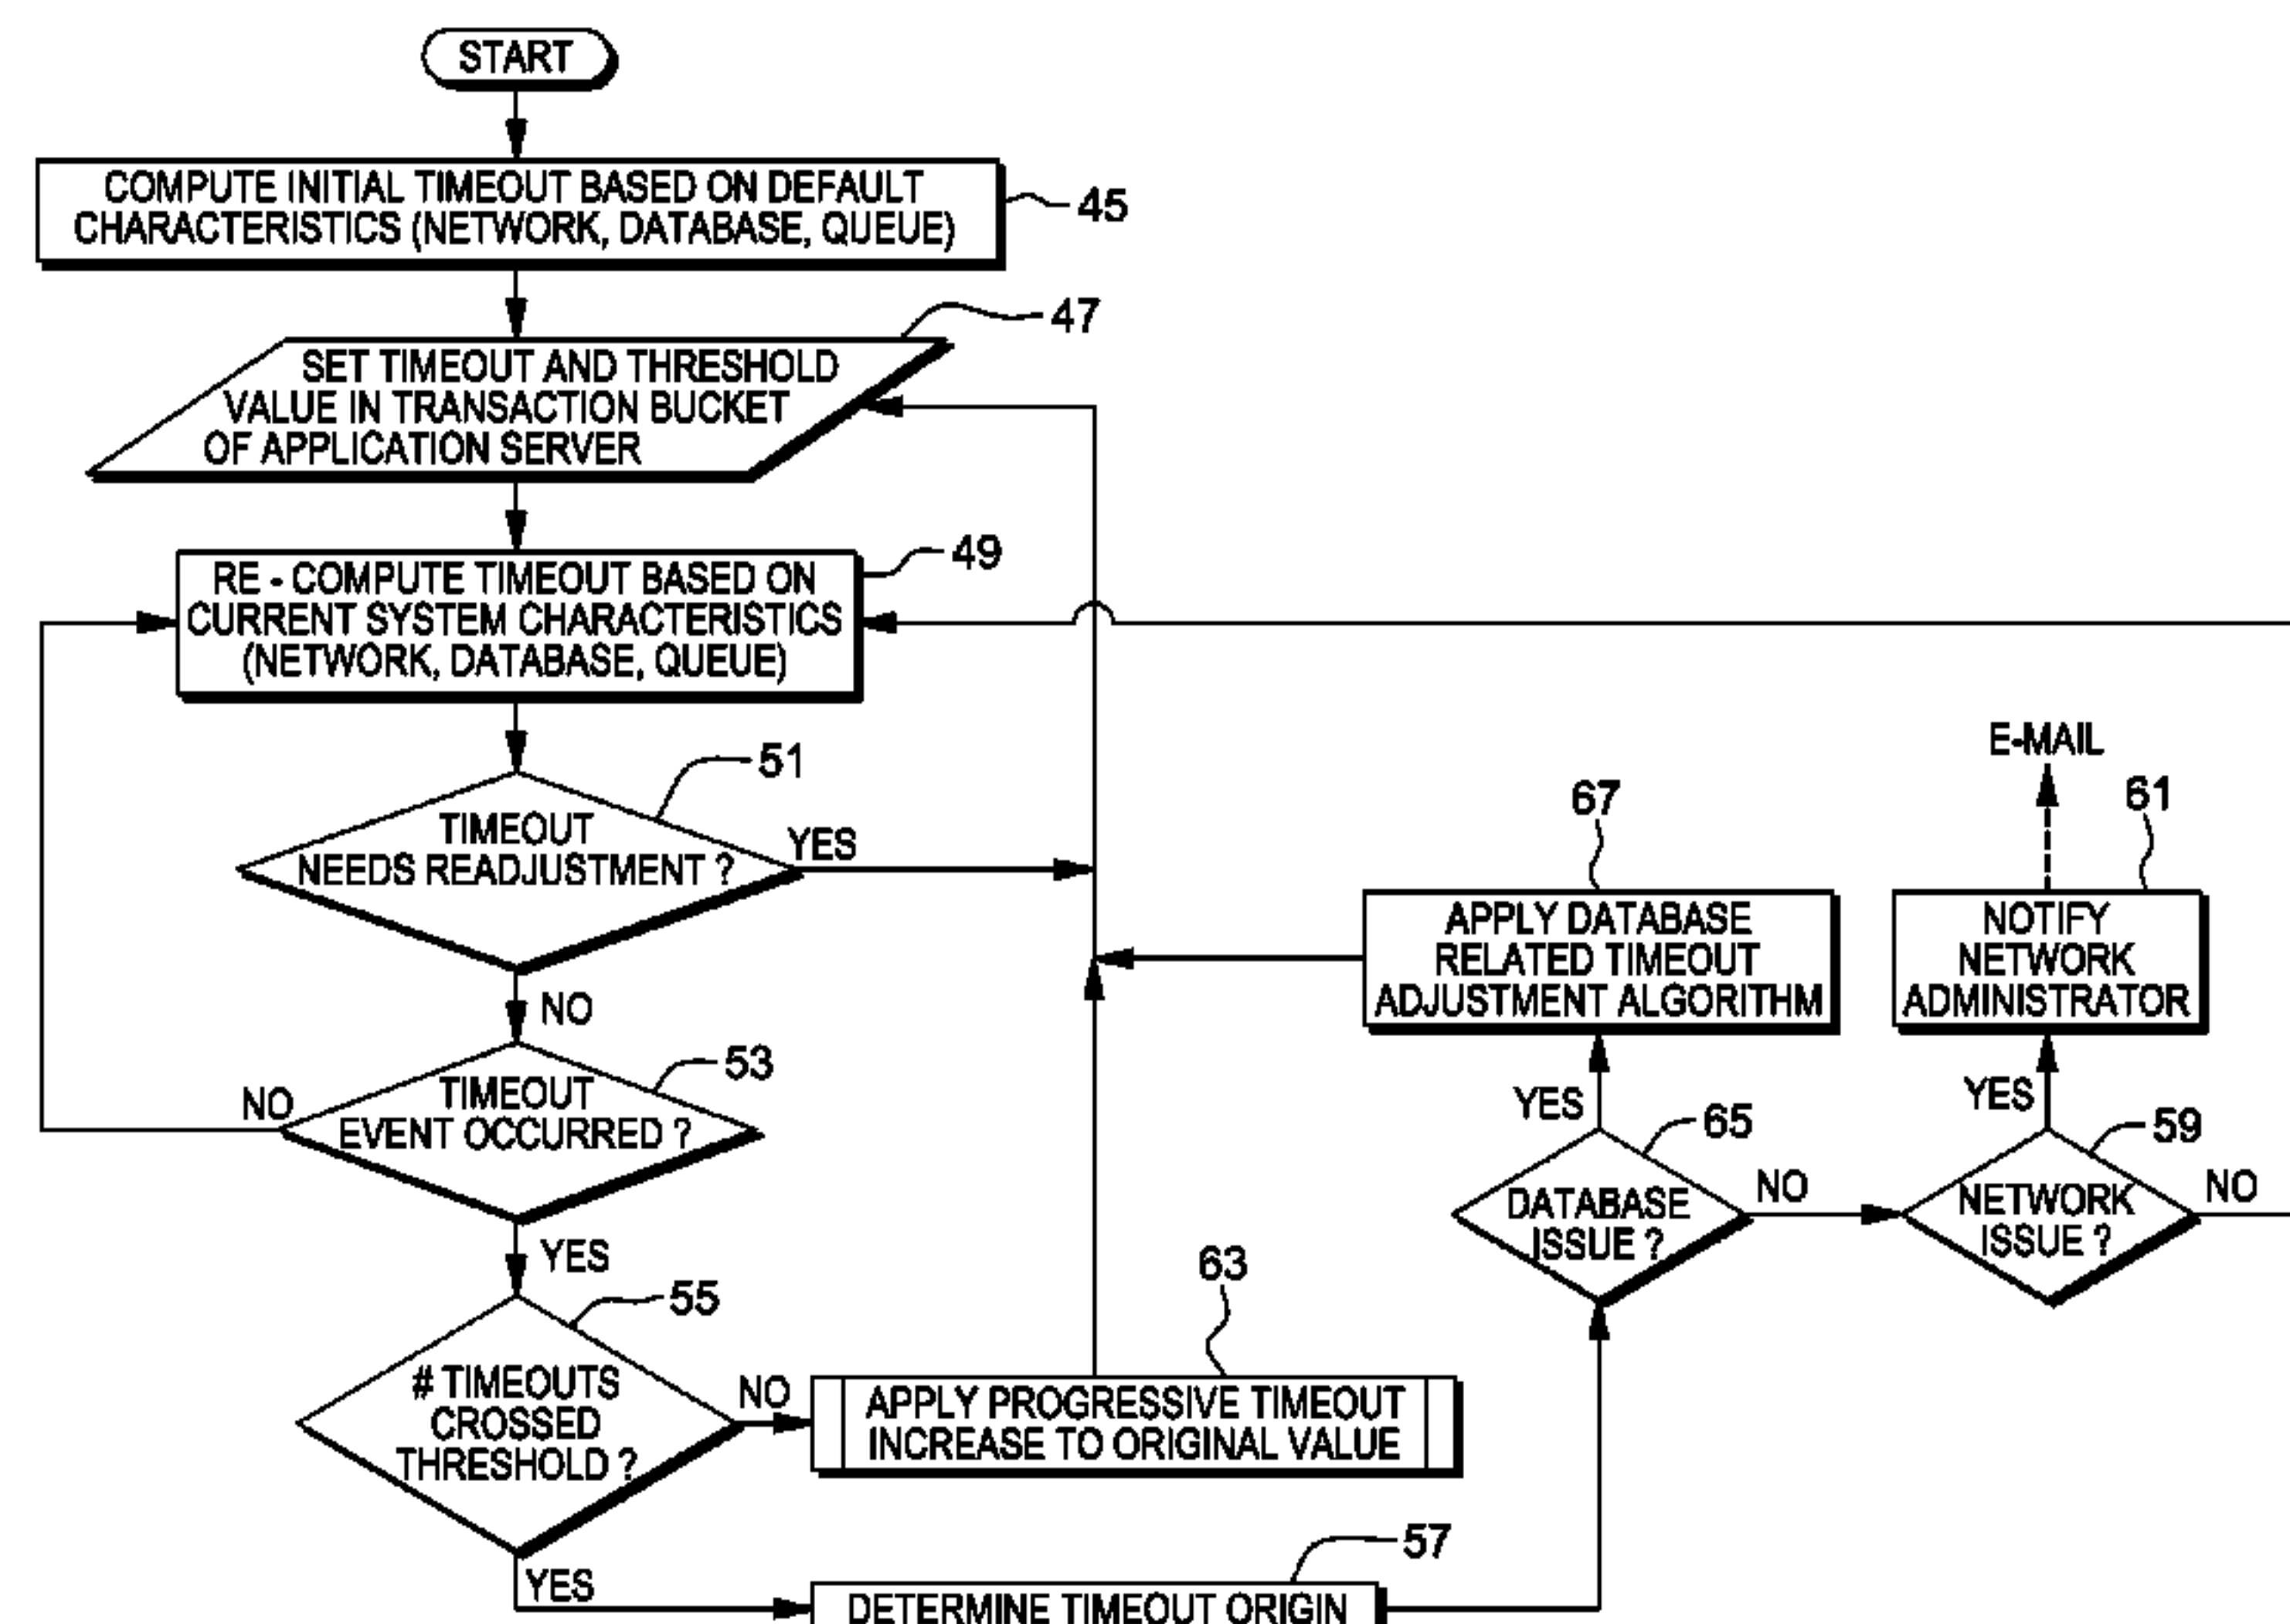 START
COMPUTE INITIAL TIMEOUT BASED ON DEFAULT
CHARACTERISTICS (NETWORK, DATABASE, QUEUE)
45
47
SET TIMEOUT AND THRESHOLD
VALUE IN TRANSACTION BUCKET
OF APPLICATION SERVER
49
RE - COMPUTE TIMEOUT BASED ON
CURRENT SYSTEM CHARACTERISTICS
(NETWORK, DATABASE, QUEUE)
51
TIMEOUT
NEEDS READJUSTMENT ?
YES
NO
53
TIMEOUT
EVENT OCCURRED ?
NO
YES
55
# TIMEOUTS
CROSSED
THRESHOLD ?
NO
YES
63
APPLY PROGRESSIVE TIMEOUT
INCREASE TO ORIGINAL VALUE
57
DETERMINE TIMEOUT ORIGIN
65
DATABASE
ISSUE ?
YES
NO
67
APPLY DATABASE
RELATED TIMEOUT
ADJUSTMENT ALGORITHM
59
NETWORK
ISSUE ?
YES
NO
61
NOTIFY
NETWORK
ADMINISTRATOR
E-MAIL